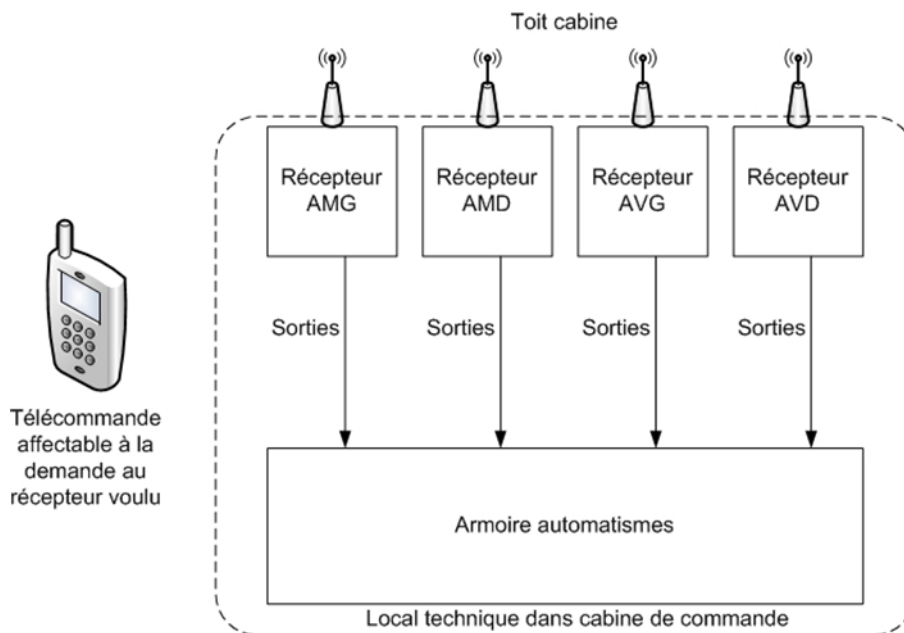 Toit cabine
Récepteur
AMG
Récepteur
AMD
Récepteur
AVG
Récepteur
AVD
Sorties
Sorties
Sorties
Sorties
Télécommande
affectable à la
demande au
récepteur voulu
Armoire automatismes
Local technique dans cabine de commande